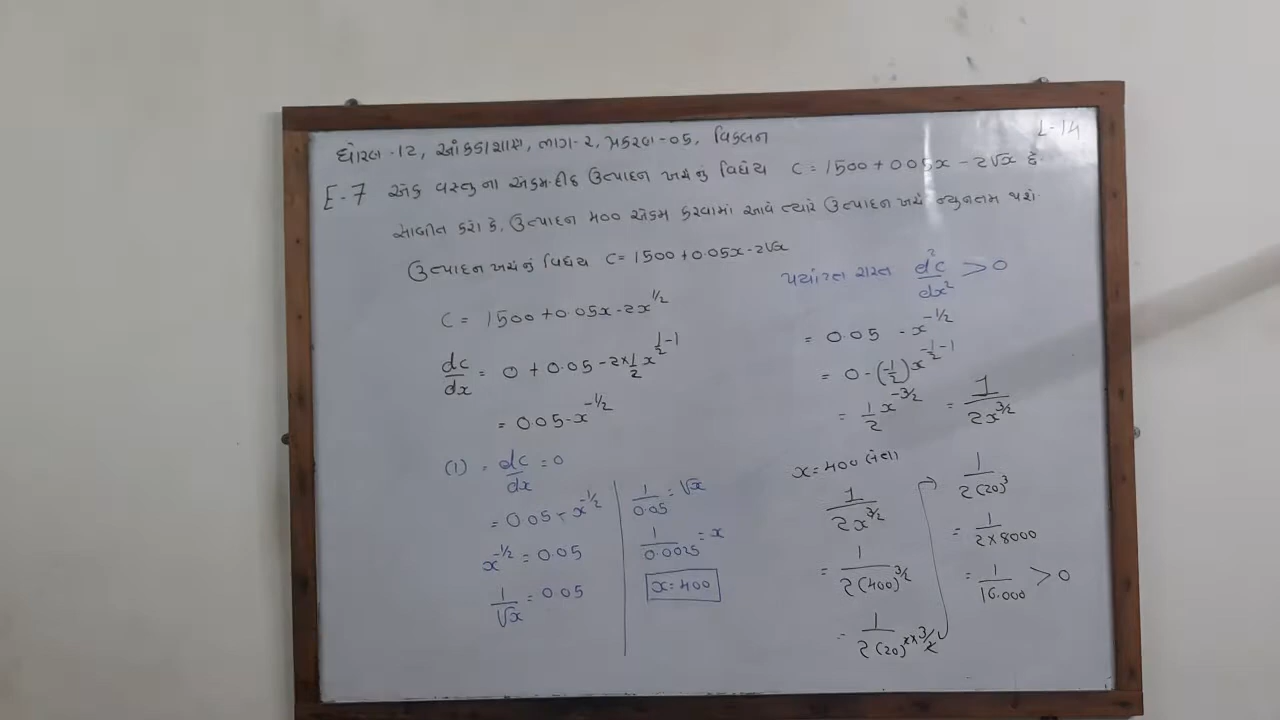 ધોરણ-12, આંકડાશાસ્ત્ર, ભાગ-2, પ્રકરણ-05, વિકલન
L-14
E-7 એક વસ્તુ ના એકમદીઠ ઉત્પાદન ખર્ચનું વિધેય C = 1500 + 0.05x - 2√x છે.
સાબીત કરો કે, ઉત્પાદન 400 એકમ કરવામાં આવે ત્યારે ઉત્પાદન ખર્ચ ન્યુનતમ થશે.
ઉત્પાદન ખર્ચનું વિધેય C = 1500 + 0.05x - 2√x
C = 1500 + 0.05x - 2x^1/2
dc/dx = 0 + 0.05 - 2×1/2 x^1/2-1
= 0.05 - x^-1/2
(1) = dc/dx = 0
= 0.05 - x^-1/2
x^-1/2 = 0.05
1/√x = 0.05
1/0.05 = √x
1/0.0025 = x
x = 400
પર્યાપ્ત શરત d²c/dx² > 0
= 0.05 - x^-1/2
= 0 - (-1/2) x^-1/2-1
= 1/2 x^-3/2 = 1/2x^3/2
x = 400 લેતાં
1/2x^3/2
= 1/2(400)^3/2
= 1/2(20)^2×3/2
1/2(20)^3
= 1/2×8000
= 1/16.000 > 0